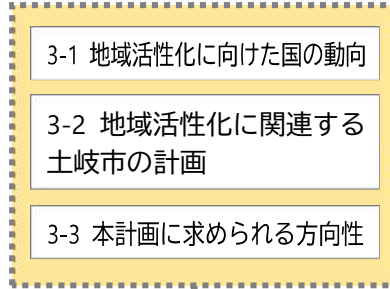 3-1 地域活性化に向けた国の動向
3-2 地域活性化に関連する
土岐市の計画
3-3 本計画に求められる方向性